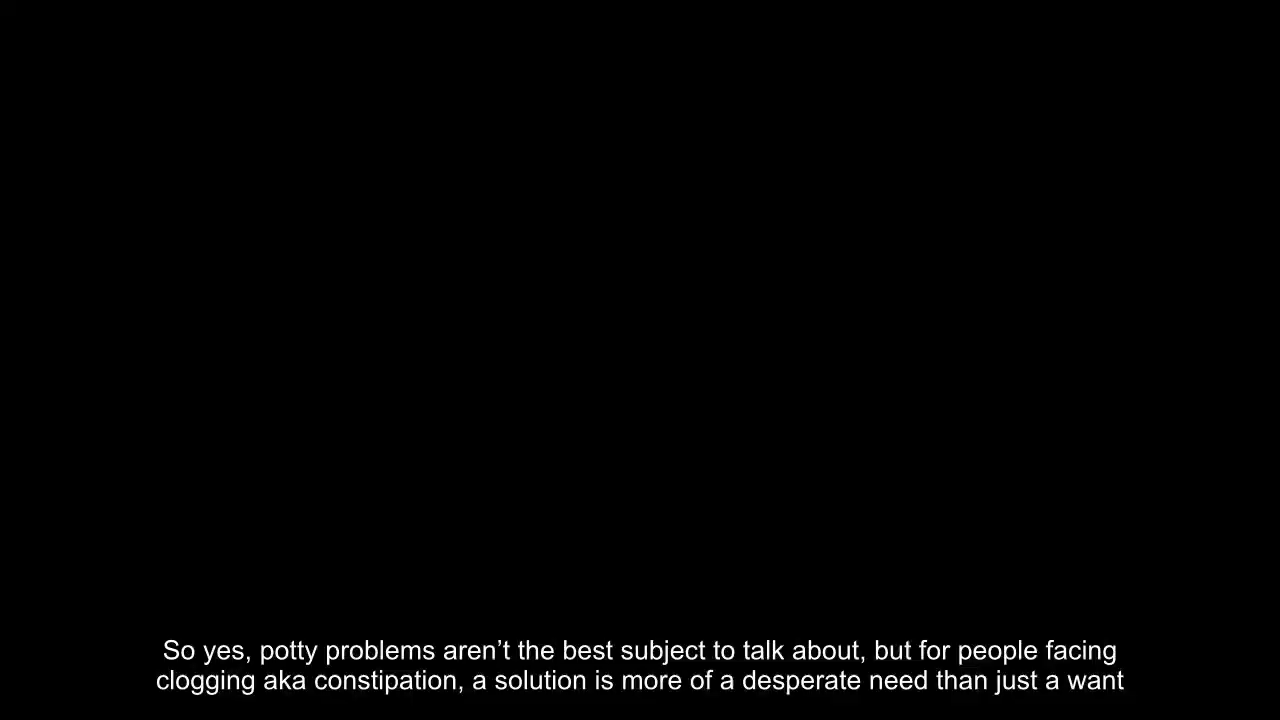 So yes, potty problems aren’t the best subject to talk about, but for people facing
clogging aka constipation, a solution is more of a desperate need than just a want